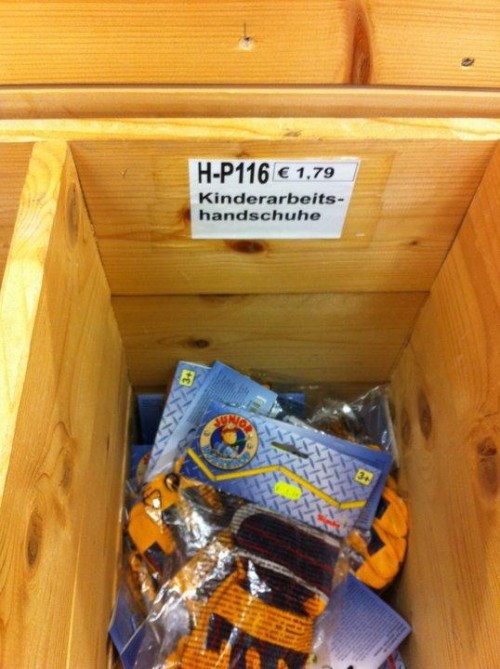 H-P116 € 1,79
Kinderarbeits-
handschuhe
3+
JUNIOR
3+